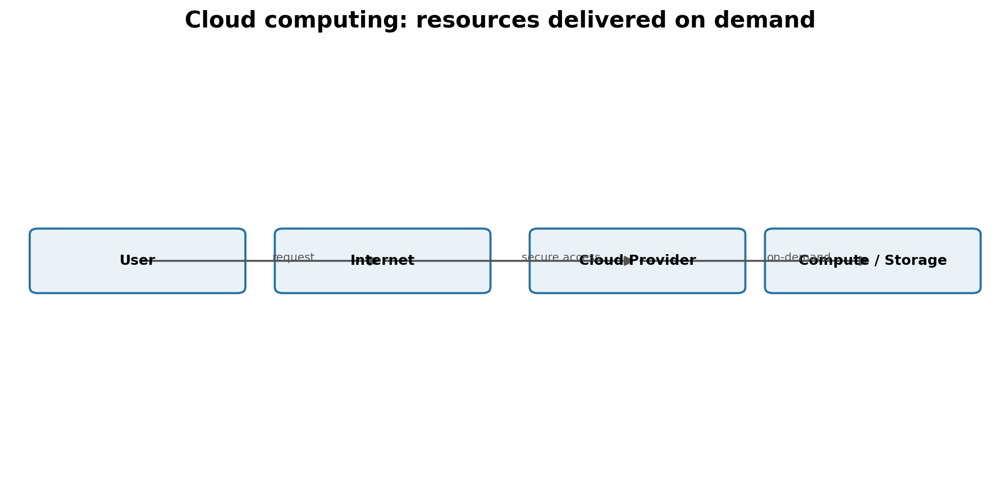 Cloud computing: resources delivered on demand
User
request
Internet
secure access
Cloud Provider
on-demand
Compute / Storage